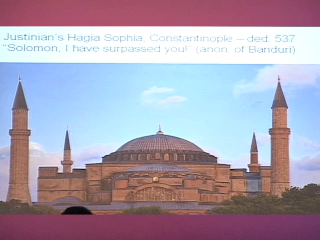 Justinian's Hagia Sophia, Constantinople – ded. 537
"Solomon, I have surpassed you!" (anon. of Banduri)